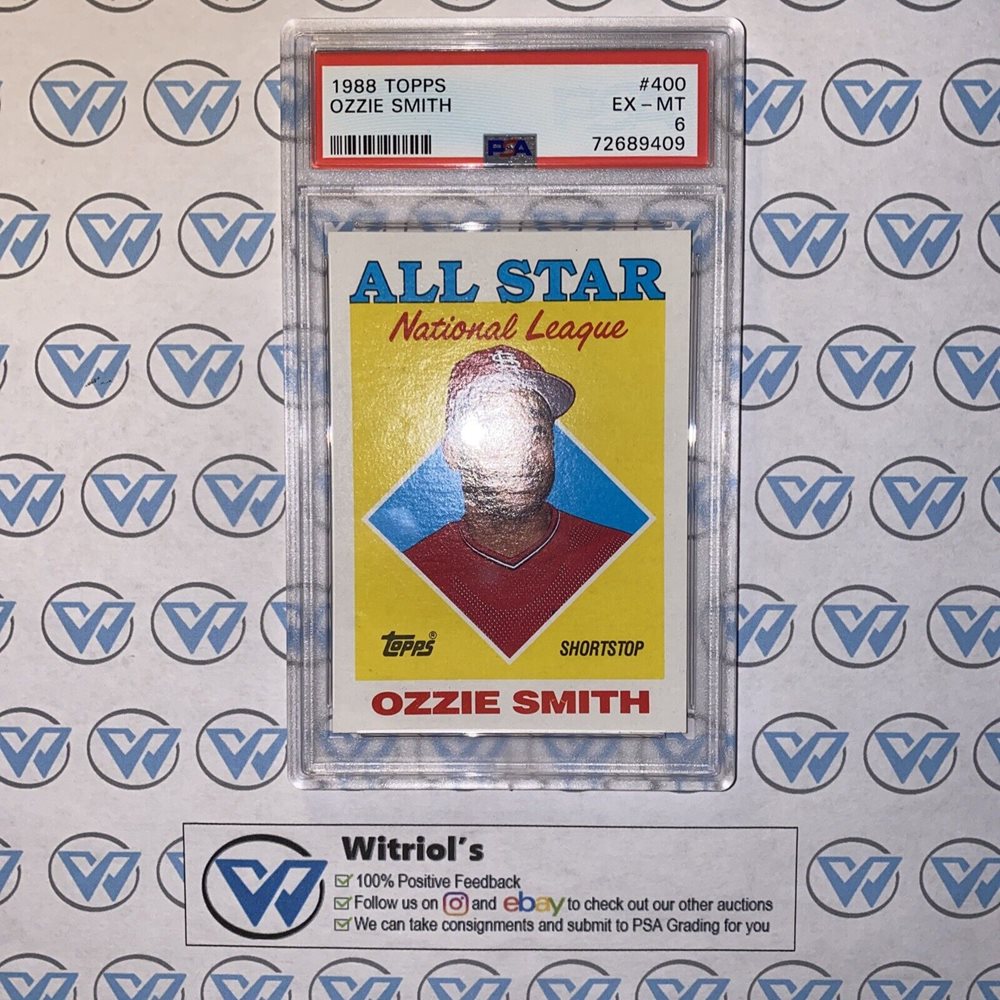 1988 TOPPS #400
OZZIE SMITH EX - MT
6
72689409
PSA
ALL STAR
National League
StL
topps®
SHORTSTOP
OZZIE SMITH
Witriol's
100% Positive Feedback
Follow us on and ebay to check out our other auctions
We can take consignments and submit to PSA Grading for you